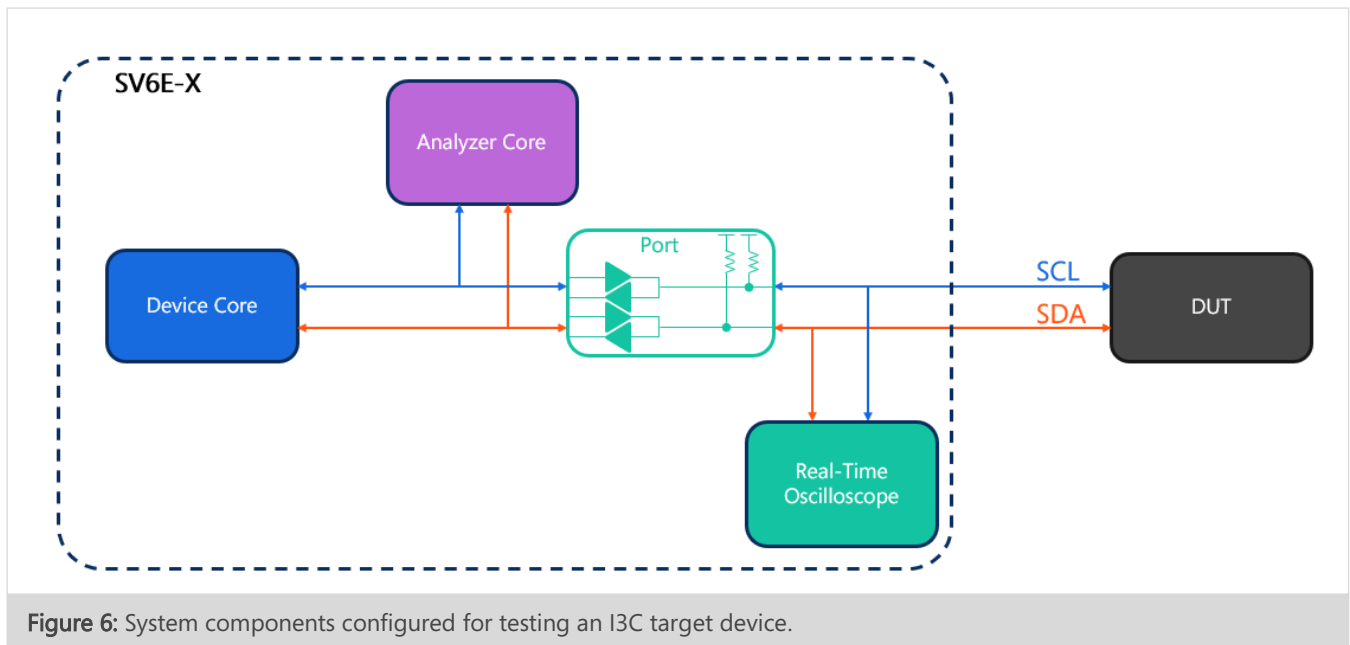 SV6E-X
Analyzer Core
Port
Device Core
SCL
SDA
DUT
Real-Time
Oscilloscope
Figure 6: System components configured for testing an I3C target device.